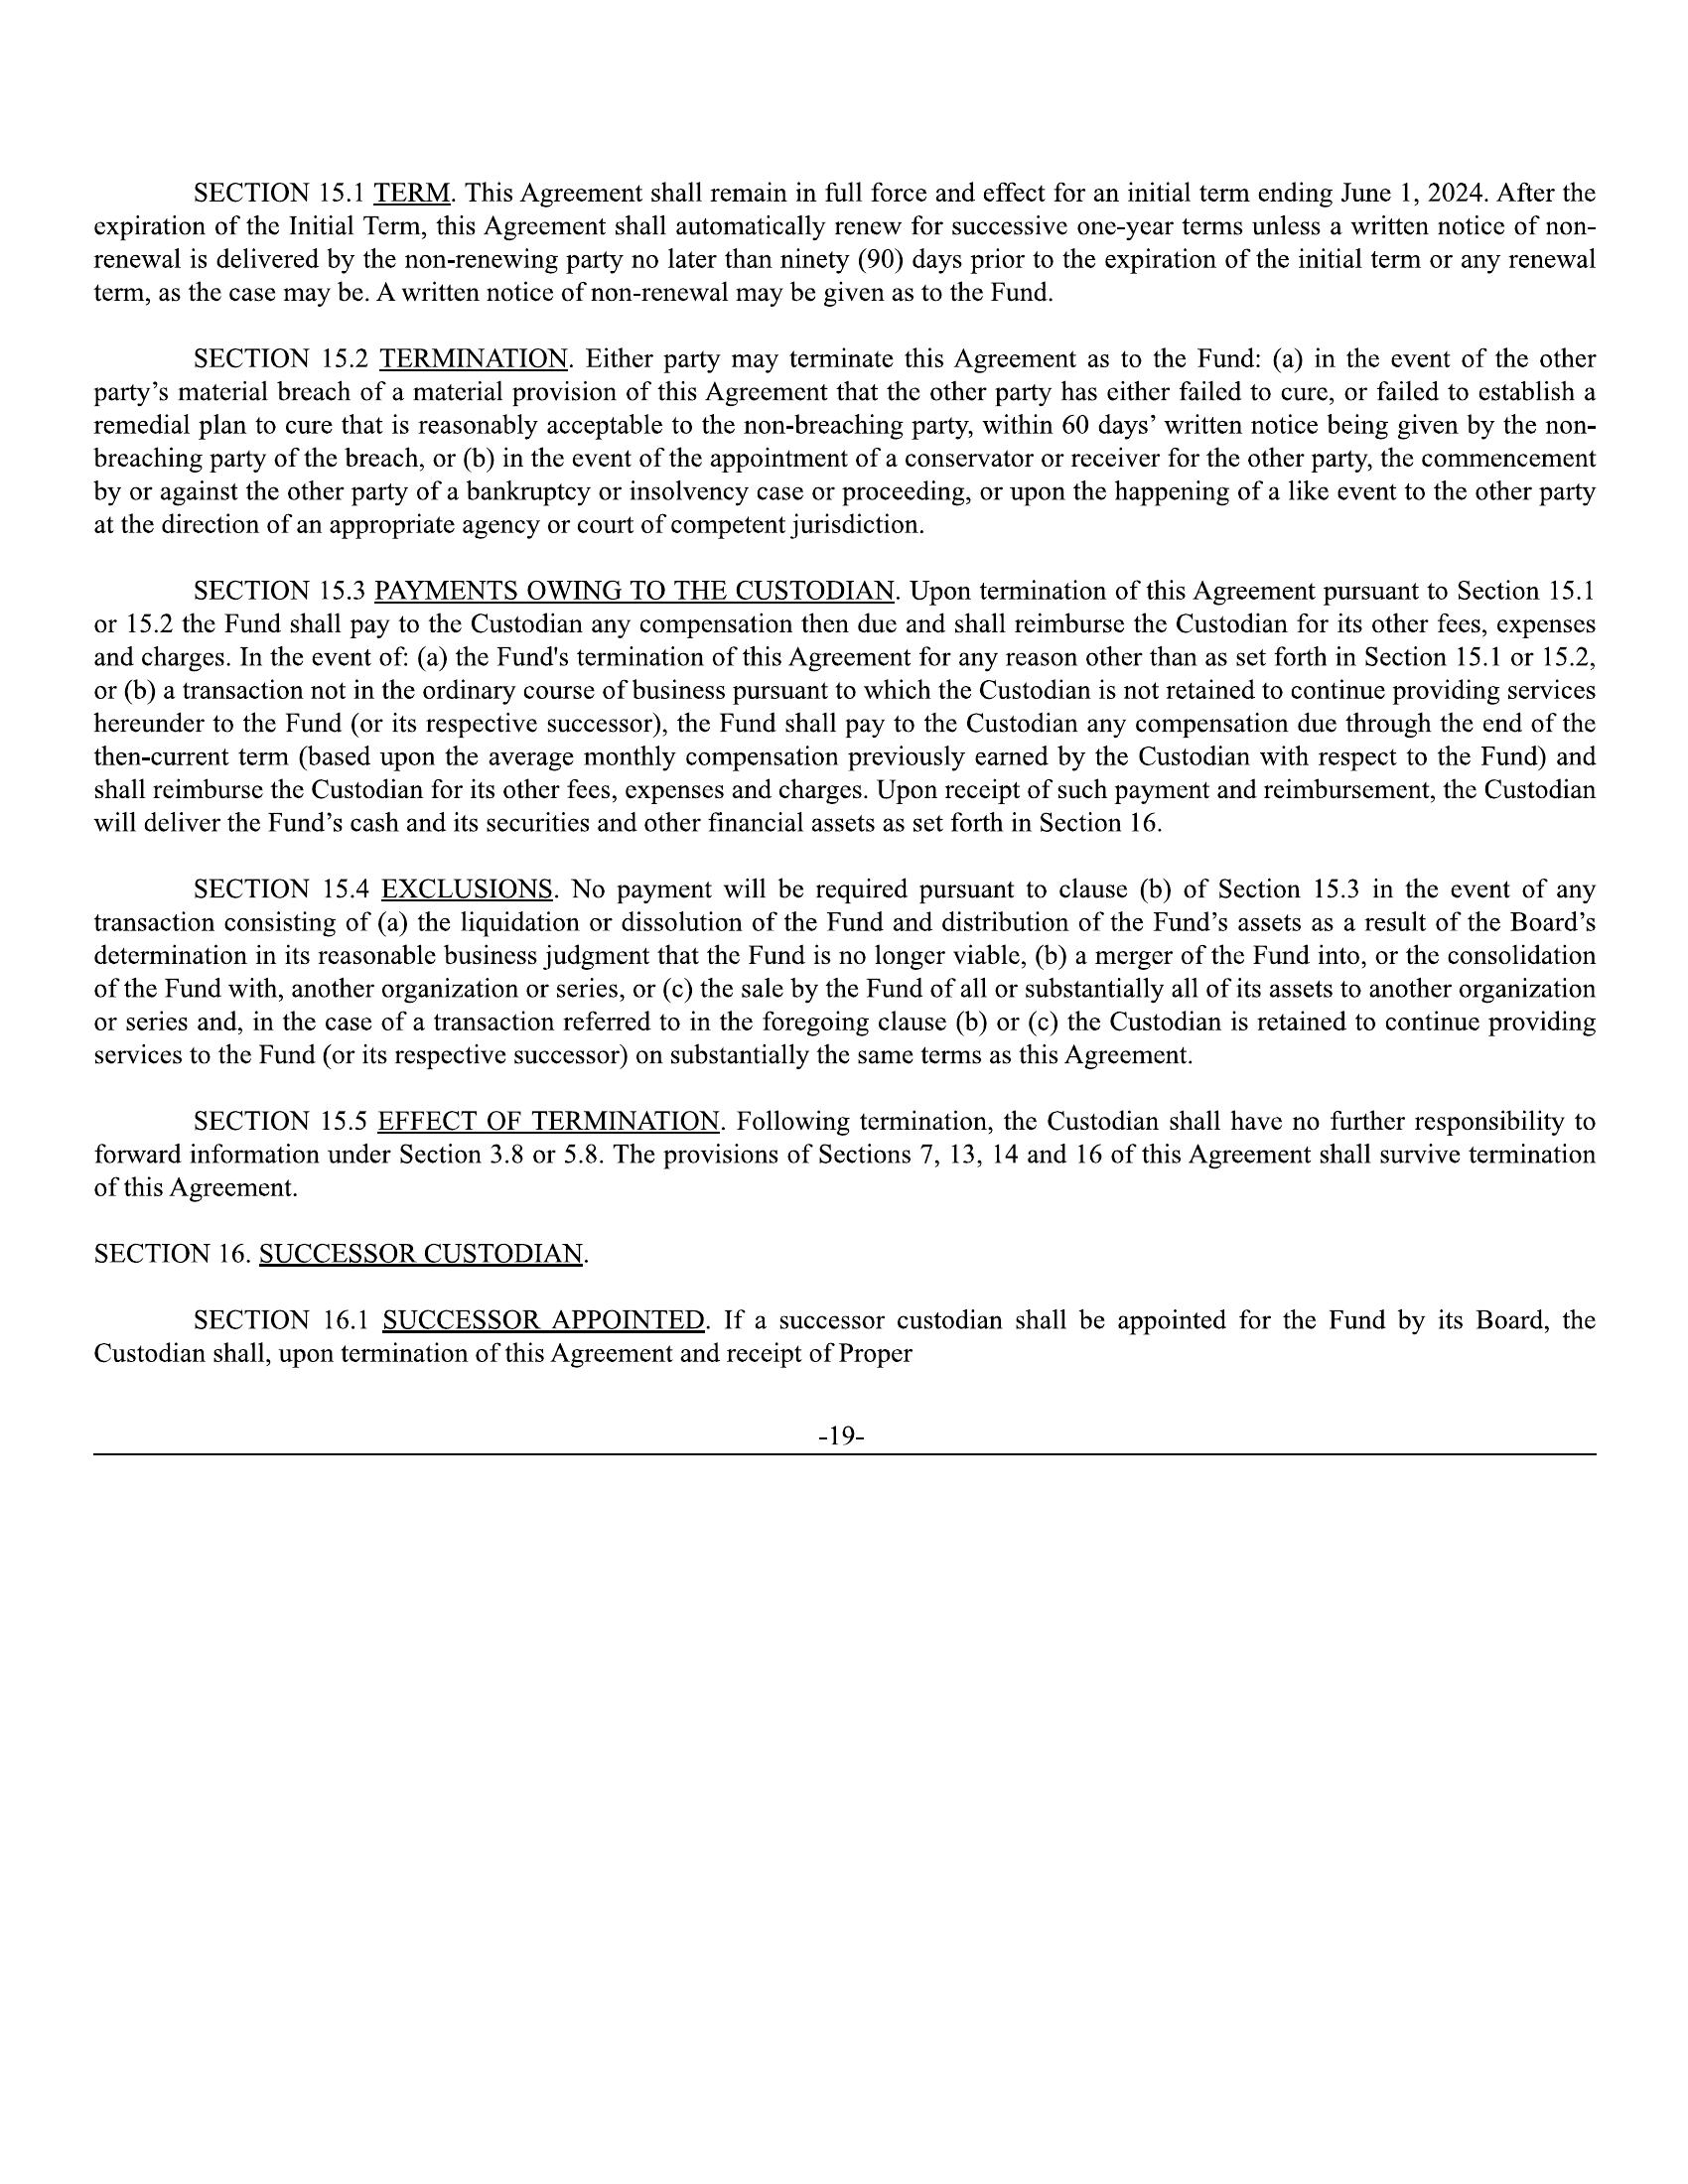 SECTION 15.1 TERM. This Agreement shall remain in full force and effect for an initial term ending June 1, 2024. After the
expiration of the Initial Term, this Agreement shall automatically renew for successive one-year terms unless a written notice of non-
renewal is delivered by the non-renewing party no later than ninety (90) days prior to the expiration of the initial term or any renewal
term, as the case may be. A written notice of non-renewal may be given as to the Fund.
SECTION 15.2 TERMINATION. Either party may terminate this Agreement as to the Fund: (a) in the event of the other
party’s material breach of a material provision of this Agreement that the other party has either failed to cure, or failed to establish a
remedial plan to cure that is reasonably acceptable to the non-breaching party, within 60 days’ written notice being given by the non-
breaching party of the breach, or (b) in the event of the appointment of a conservator or receiver for the other party, the commencement
by or against the other party of a bankruptcy or insolvency case or proceeding, or upon the happening of a like event to the other party
at the direction of an appropriate agency or court of competent jurisdiction.
SECTION 15.3 PAYMENTS OWING TO THE CUSTODIAN. Upon termination of this Agreement pursuant to Section 15.1
or 15.2 the Fund shall pay to the Custodian any compensation then due and shall reimburse the Custodian for its other fees, expenses
and charges. In the event of: (a) the Fund's termination of this Agreement for any reason other than as set forth in Section 15.1 or 15.2,
or (b) a transaction not in the ordinary course of business pursuant to which the Custodian is not retained to continue providing services
hereunder to the Fund (or its respective successor), the Fund shall pay to the Custodian any compensation due through the end of the
then-current term (based upon the average monthly compensation previously earned by the Custodian with respect to the Fund) and
shall reimburse the Custodian for its other fees, expenses and charges. Upon receipt of such payment and reimbursement, the Custodian
will deliver the Fund’s cash and its securities and other financial assets as set forth in Section 16.
SECTION 15.4 EXCLUSIONS. No payment will be required pursuant to clause (b) of Section 15.3 in the event of any
transaction consisting of (a) the liquidation or dissolution of the Fund and distribution of the Fund’s assets as a result of the Board’s
determination in its reasonable business judgment that the Fund is no longer viable, (b) a merger of the Fund into, or the consolidation
of the Fund with, another organization or series, or (c) the sale by the Fund of all or substantially all of its assets to another organization
or series and, in the case of a transaction referred to in the foregoing clause (b) or (c) the Custodian is retained to continue providing
services to the Fund (or its respective successor) on substantially the same terms as this Agreement.
SECTION 15.5 EFFECT OF TERMINATION. Following termination, the Custodian shall have no further responsibility to
forward information under Section 3.8 or 5.8. The provisions of Sections 7, 13, 14 and 16 of this Agreement shall survive termination
of this Agreement.
SECTION 16. SUCCESSOR CUSTODIAN.
SECTION 16.1 SUCCESSOR APPOINTED. If a successor custodian shall be appointed for the Fund by its Board, the
Custodian shall, upon termination of this Agreement and receipt of Proper
-19-